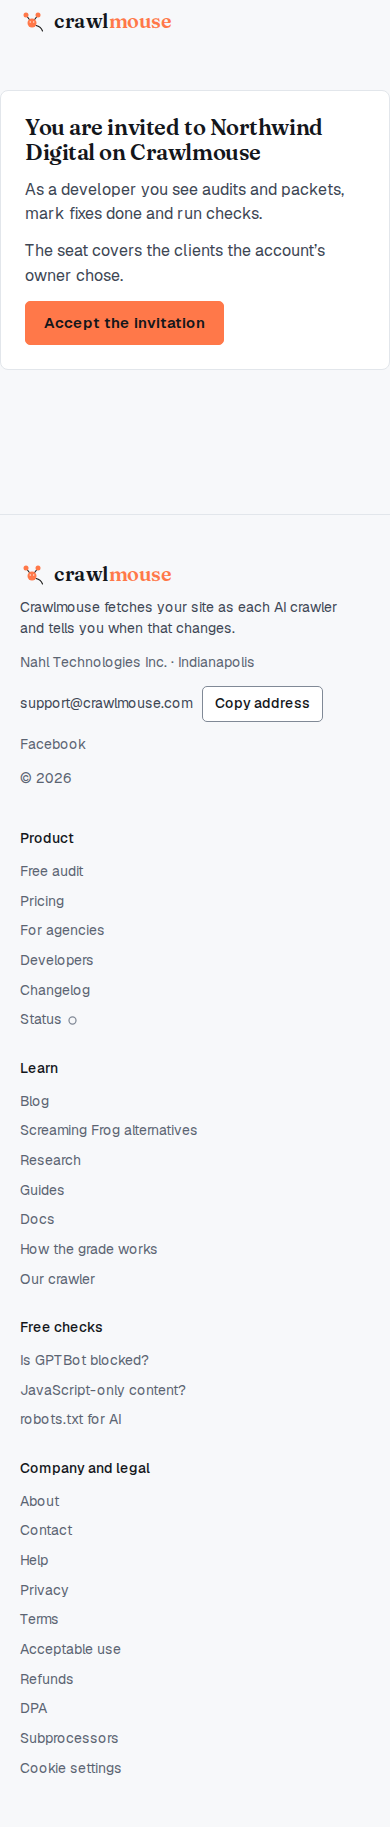 crawlmouse
You are invited to Northwind
Digital on Crawlmouse
As a developer you see audits and packets,
mark fixes done and run checks.
The seat covers the clients the account's
owner chose.
Accept the invitation
crawlmouse
Crawlmouse fetches your site as each AI crawler
and tells you when that changes.
Nahl Technologies Inc. · Indianapolis
support@crawlmouse.com Copy address
Facebook
© 2026
Product
Free audit
Pricing
For agencies
Developers
Changelog
Status
Learn
Blog
Screaming Frog alternatives
Research
Guides
Docs
How the grade works
Our crawler
Free checks
Is GPTBot blocked?
JavaScript-only content?
robots.txt for AI
Company and legal
About
Contact
Help
Privacy
Terms
Acceptable use
Refunds
DPA
Subprocessors
Cookie settings